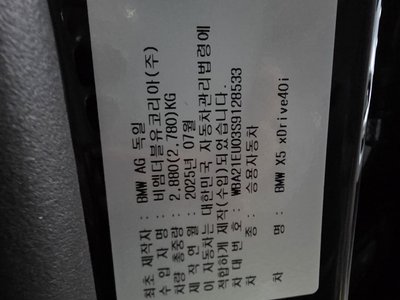 최초 제작자 : BMW AG 독일
수 입 자 명 : 비엠더블유코리아(주)
차량 총중량 : 2,880(2,780)KG
제 작 연 월 : 2025년 07월
이 자동차는 대한민국 자동차관리법령에
적합하게 제작(수입)되었습니다.
차 대 번 호 : WBA21EU03S9128533
차 종 : 승용자동차
차 명 : BMW X5 xDrive40i